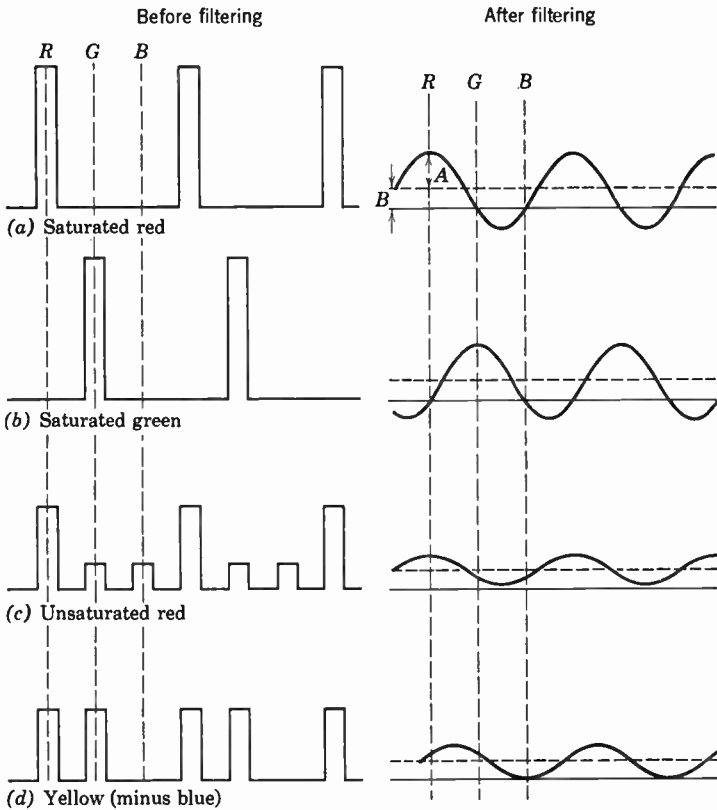 Before filtering
After filtering
R G B
R G B
A
B
(a) Saturated red
(b) Saturated green
(c) Unsaturated red
(d) Yellow (minus blue)